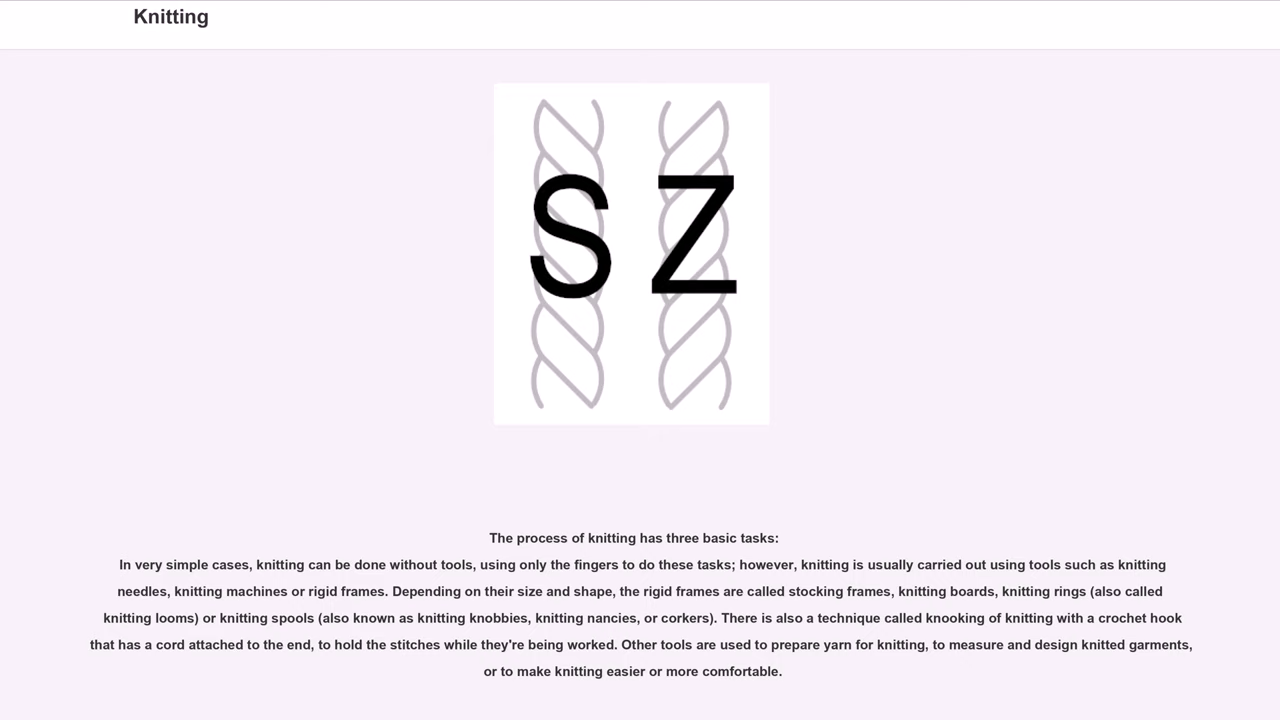 Knitting
S Z
The process of knitting has three basic tasks:
In very simple cases, knitting can be done without tools, using only the fingers to do these tasks; however, knitting is usually carried out using tools such as knitting
needles, knitting machines or rigid frames. Depending on their size and shape, the rigid frames are called stocking frames, knitting boards, knitting rings (also called
knitting looms) or knitting spools (also known as knitting knobbies, knitting nancies, or corkers). There is also a technique called knooking of knitting with a crochet hook
that has a cord attached to the end, to hold the stitches while they're being worked. Other tools are used to prepare yarn for knitting, to measure and design knitted garments,
or to make knitting easier or more comfortable.